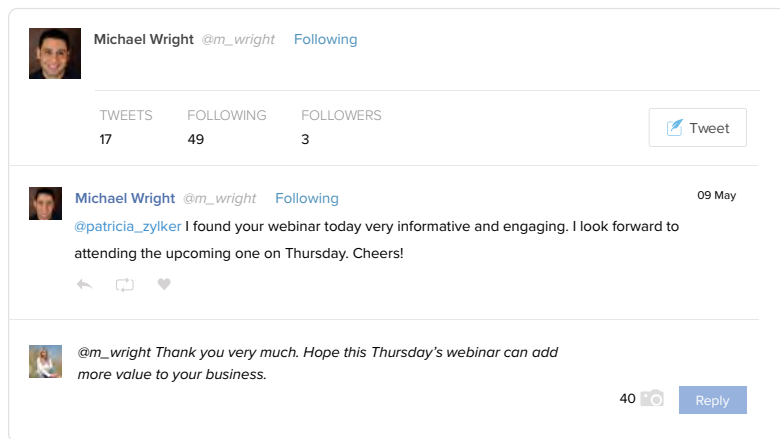 Michael Wright @m_wright Following
TWEETS FOLLOWING FOLLOWERS
17 49 3
Tweet
Michael Wright @m_wright Following 09 May
@patricia_zylker I found your webinar today very informative and engaging. I look forward to
attending the upcoming one on Thursday. Cheers!
@m_wright Thank you very much. Hope this Thursday’s webinar can add
more value to your business.
40 Reply